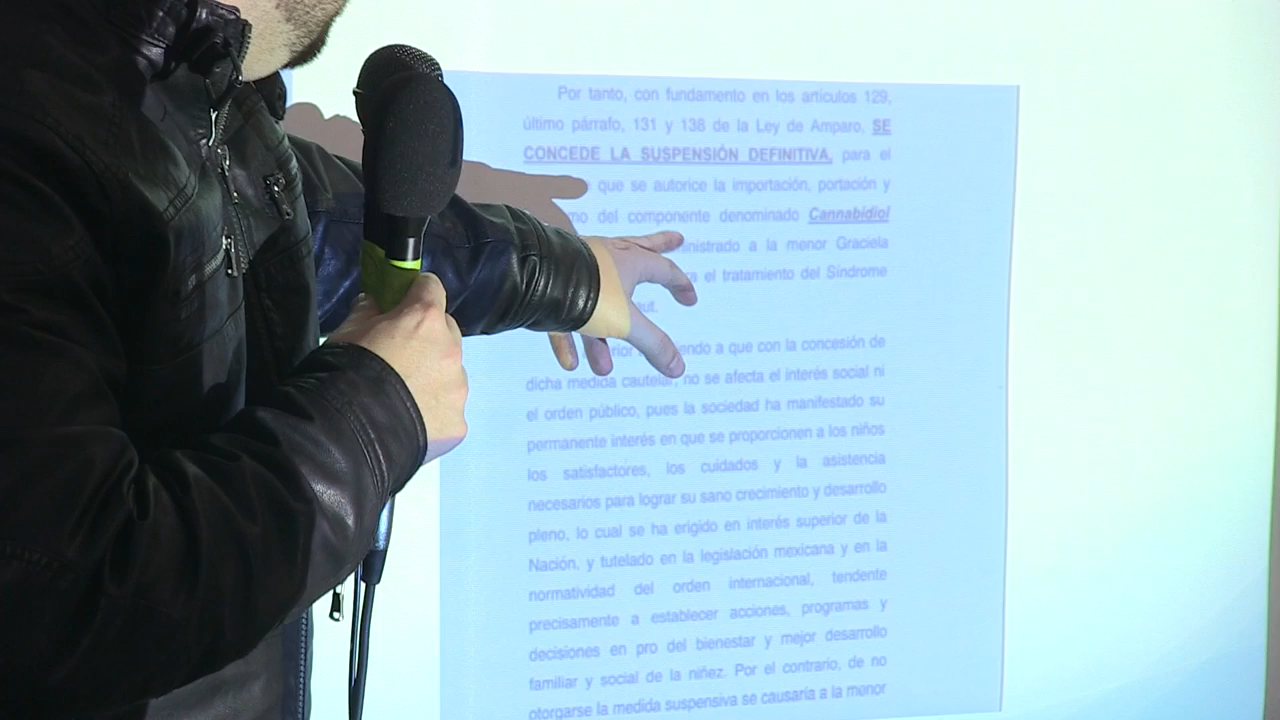 Por tanto, con fundamento en los artículos 129,
último párrafo, 131 y 138 de la Ley de Amparo, SE
CONCEDE LA SUSPENSIÓN DEFINITIVA, para el
que se autorice la importación, portación y
del componente denominado Cannabidiol
a la menor Graciela
el tratamiento del Síndrome
a que con la concesión de
dicha medida cautelar, no se afecta el interés social ni
el orden público, pues la sociedad ha manifestado su
permanente interés en que se proporcionen a los niños
los satisfactores, los cuidados y la asistencia
necesarios para lograr su sano crecimiento y desarrollo
pleno, lo cual se ha erigido en interés superior de la
Nación, y tutelado en la legislación mexicana y en la
normatividad del orden internacional, tendente
precisamente a establecer acciones, programas y
decisiones en pro del bienestar y mejor desarrollo
familiar y social de la niñez. Por el contrario, de no
otorgarse la medida suspensiva se causaría a la menor